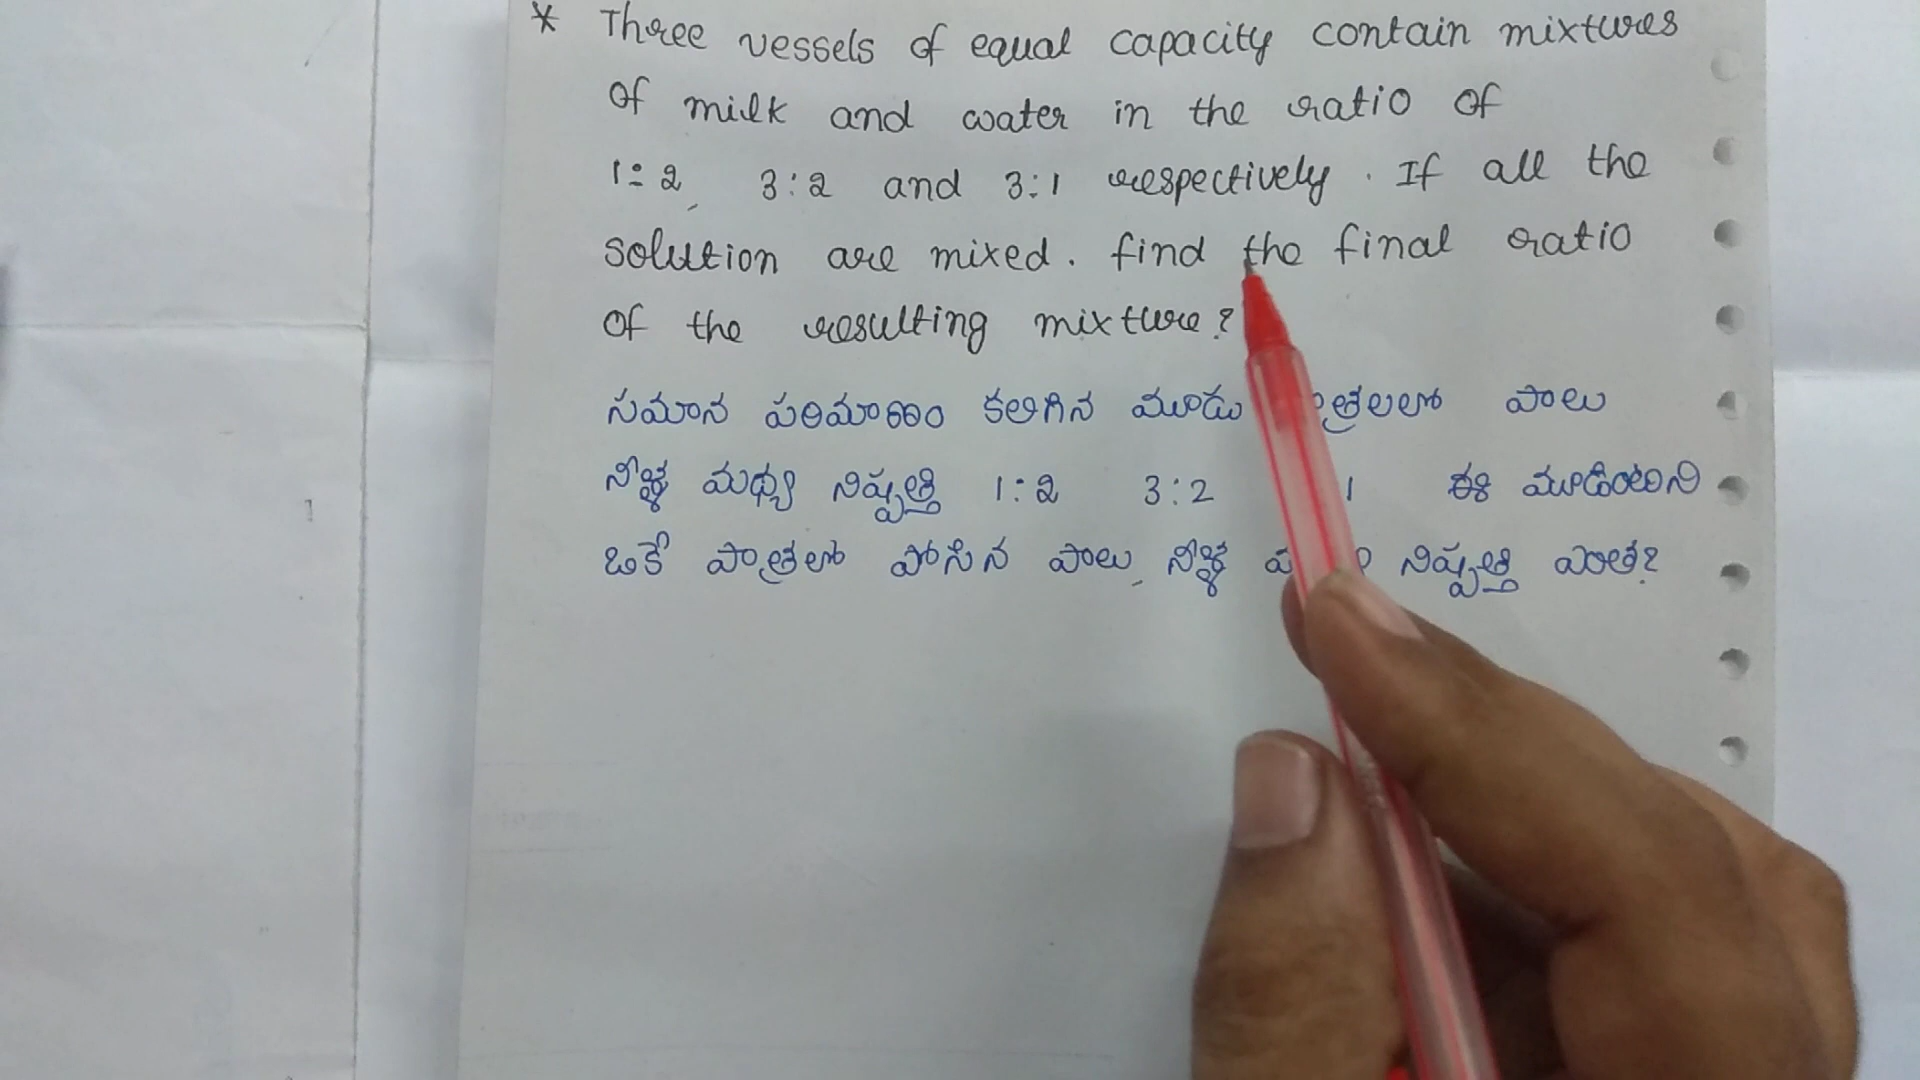 * Three vessels of equal capacity contain mixtures
of milk and water in the ratio of
1:2, 3:2 and 3:1 respectively. If all the
solution are mixed. find the final ratio
of the resulting mixture?
సమాన పరిమాణం కలిగిన మూడు పాలు
నీళ్ళ మధ్య నిష్పత్తి 1:2 3:2 1 ఈ మూడింటిని
ఒకే పాత్రలో పోసిన పాలు, నీళ్ళ నిష్పత్తి ఎంత?